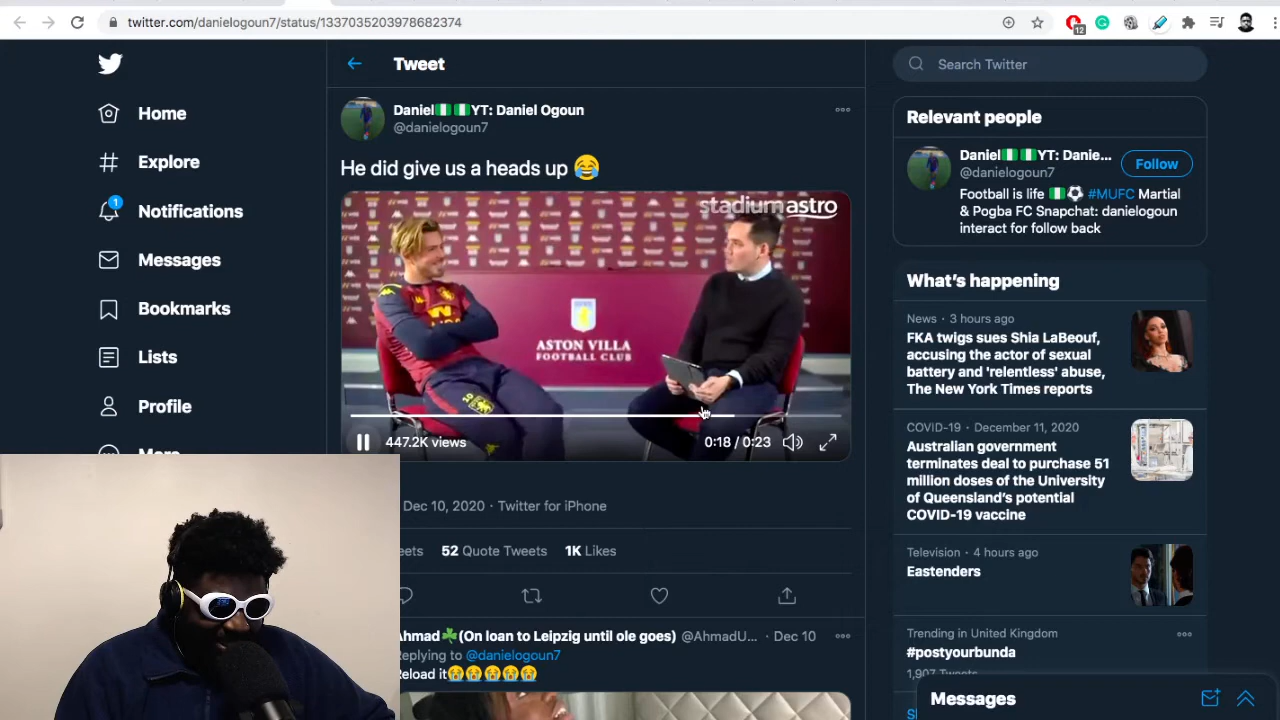 twitter.com/danielogoun7/status/1337035203978682374
12
Home
Explore
1
Notifications
Messages
Bookmarks
Lists
Profile
More
Tweet
Daniel🇳🇬🇳🇬YT: Daniel Ogoun
@danielogoun7
He did give us a heads up 😂
stadiumastro
ASTON VILLA
FOOTBALL CLUB
447.2K views
0:18 / 0:23
Dec 10, 2020 · Twitter for iPhone
52 Quote Tweets 1K Likes
Ahmad☘️(On loan to Leipzig until ole goes) @AhmadU... · Dec 10
Replying to @danielogoun7
Reload it😭😭😭😭😭
Search Twitter
Relevant people
Daniel🇳🇬🇳🇬YT: Danie...
@danielogoun7
Follow
Football is life 🇳🇬⚽ #MUFC Martial
& Pogba FC Snapchat: danielogoun
interact for follow back
What's happening
News · 3 hours ago
FKA twigs sues Shia LaBeouf,
accusing the actor of sexual
battery and 'relentless' abuse,
The New York Times reports
COVID-19 · December 11, 2020
Australian government
terminates deal to purchase 51
million doses of the University
of Queensland's potential
COVID-19 vaccine
Television · 4 hours ago
Eastenders
Trending in United Kingdom
#postyourbunda
1,907 Tweets
Messages